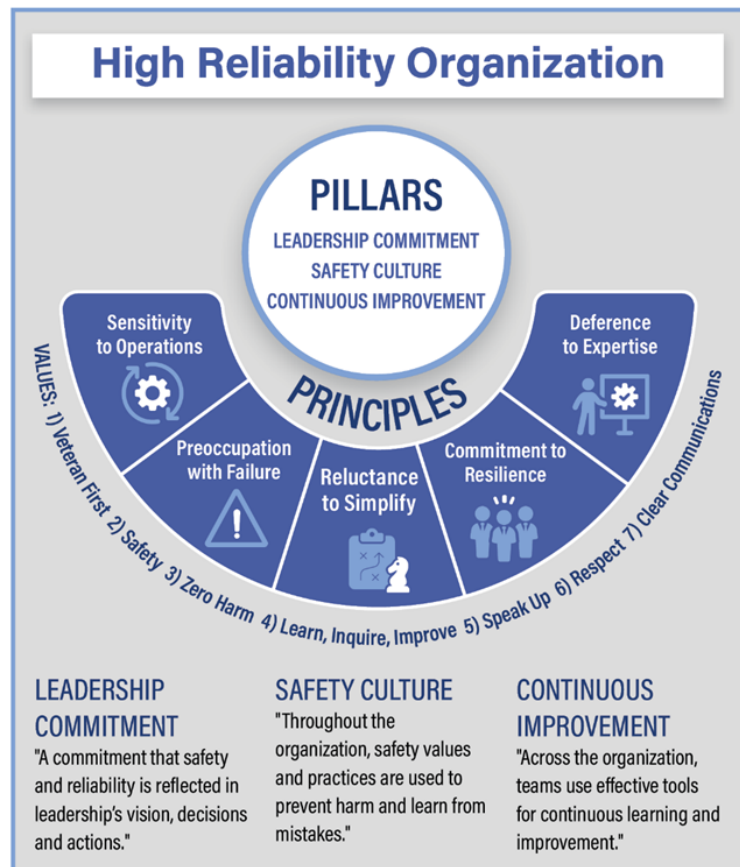 High Reliability Organization
PILLARS
LEADERSHIP COMMITMENT
SAFETY CULTURE
CONTINUOUS IMPROVEMENT
PRINCIPLES
Sensitivity
to Operations
Preoccupation
with Failure
Reluctance
to Simplify
Commitment to
Resilience
Deference
to Expertise
VALUES: 1) Veteran First 2) Safety 3) Zero Harm 4) Learn, Inquire, Improve 5) Speak Up 6) Respect 7) Clear Communications
LEADERSHIP
COMMITMENT
"A commitment that safety
and reliability is reflected in
leadership's vision, decisions
and actions."
SAFETY CULTURE
"Throughout the
organization, safety values
and practices are used to
prevent harm and learn from
mistakes."
CONTINUOUS
IMPROVEMENT
"Across the organization,
teams use effective tools
for continuous learning and
improvement."